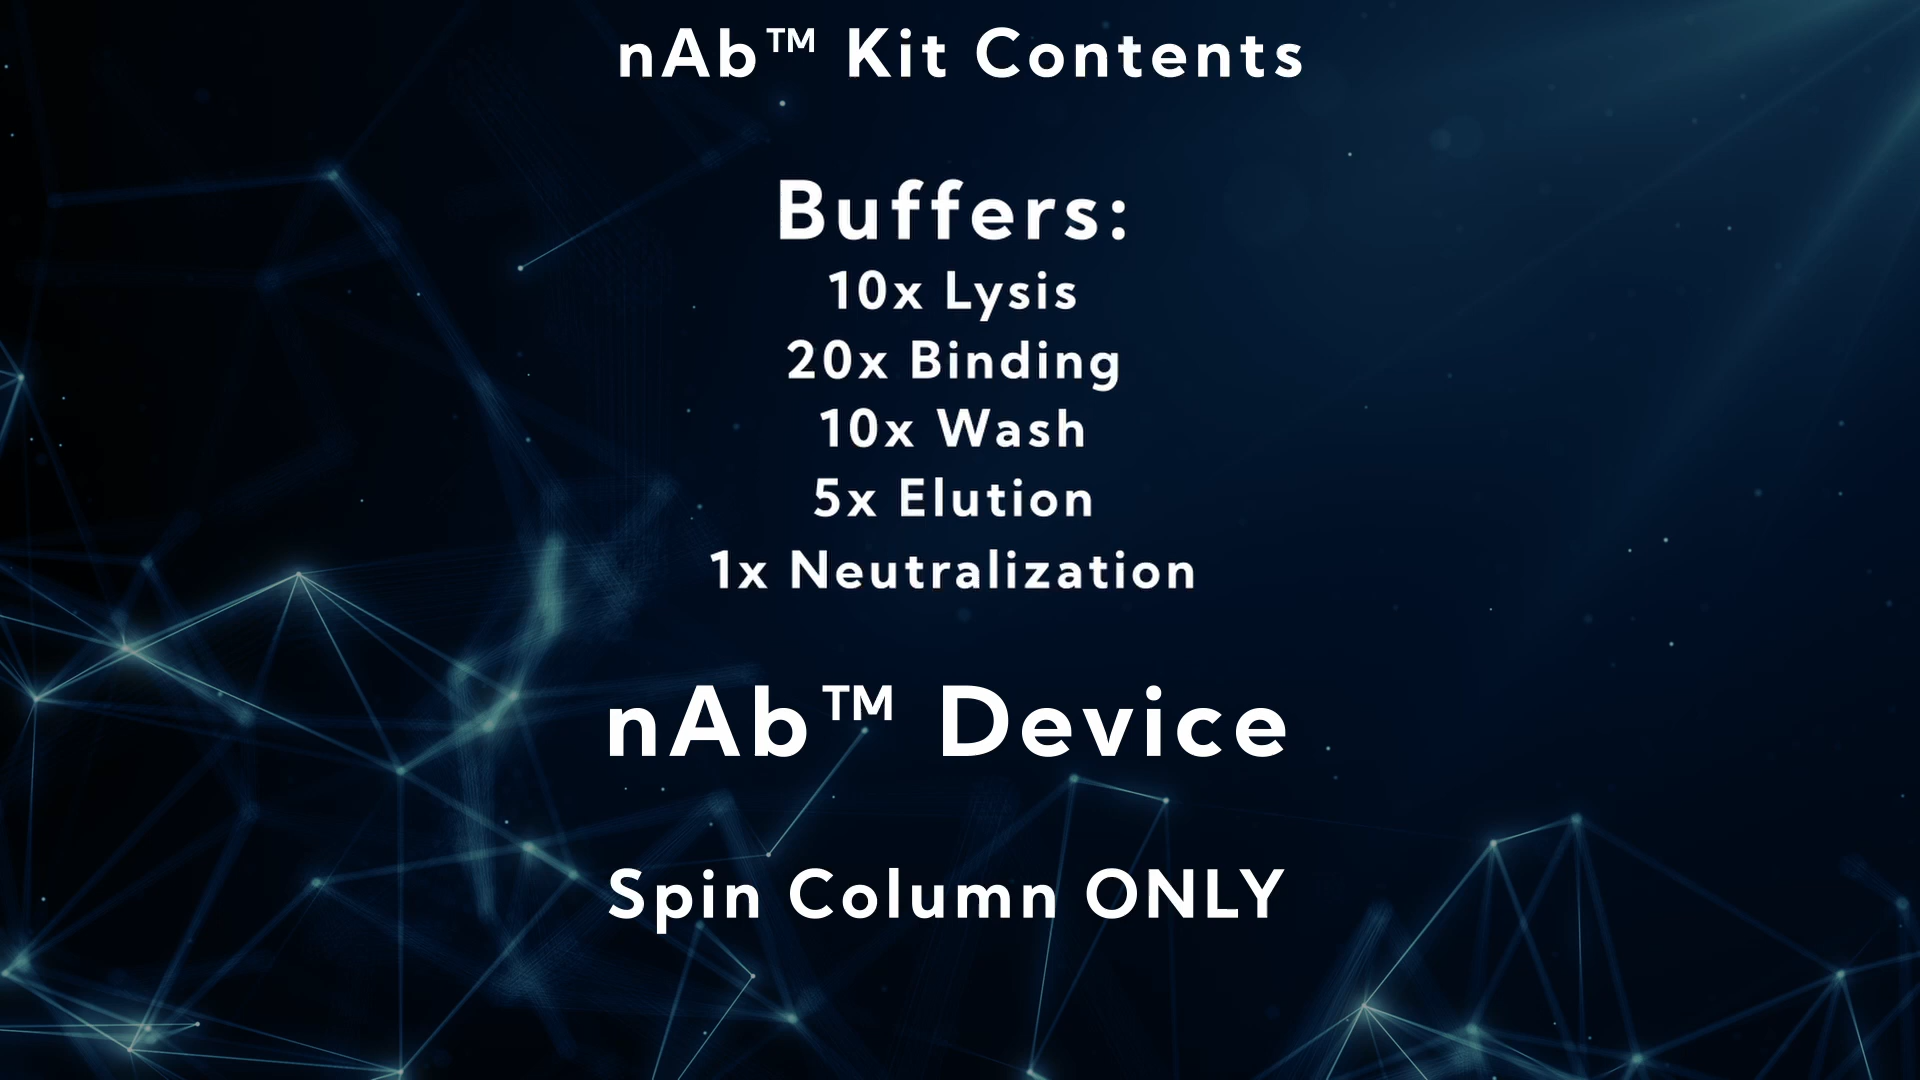 nAb™ Kit Contents
Buffers:
10x Lysis
20x Binding
10x Wash
5x Elution
1x Neutralization
nAb™ Device
Spin Column ONLY